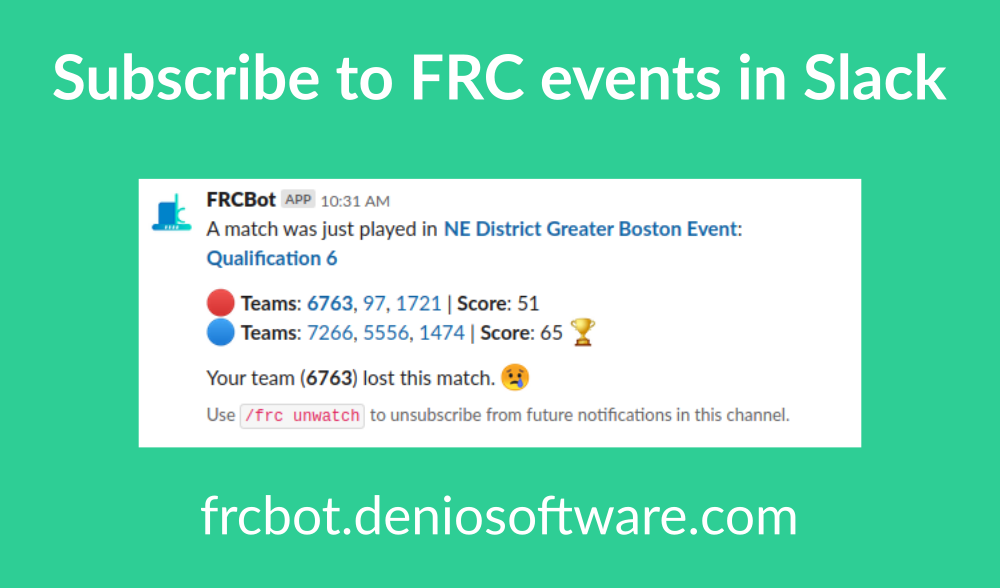 Subscribe to FRC events in Slack
FRCBot APP 10:31 AM
A match was just played in NE District Greater Boston Event:
Qualification 6
Teams: 6763, 97, 1721 | Score: 51
Teams: 7266, 5556, 1474 | Score: 65
Your team (6763) lost this match.
Use /frc unwatch to unsubscribe from future notifications in this channel.
frcbot.deniosoftware.com